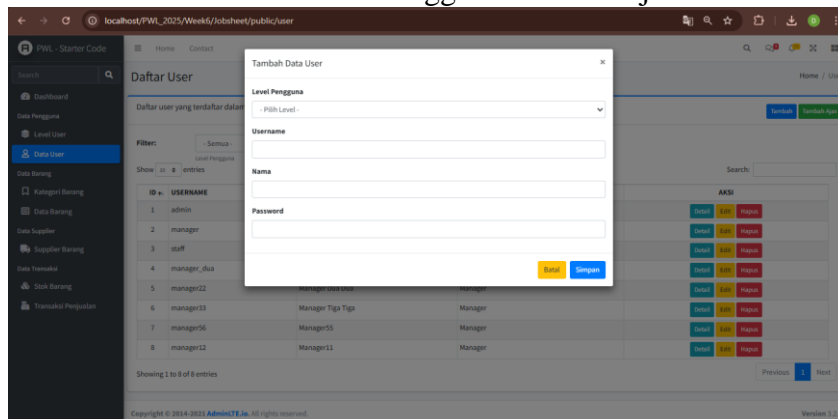 localhost/PWL_2025/Week6/Jobsheet/public/user
PWL - Starter Code
Home Contact
Search
Daftar User
Home /
Dashboard
Data Pengguna
Level User
Data User
Data Barang
Kategori Barang
Data Barang
Data Supplier
Supplier Barang
Data Transaksi
Stok Barang
Transaksi Penjualan
Daftar user yang terdaftar dalam
Tambah Tambah Ajax
Filter: - Semua -
Level Pengguna
Show entries
Search:
ID USERNAME AKSI
1 admin Detail Edit Hapus
2 manager Detail Edit Hapus
3 staff Detail Edit Hapus
4 manager_dua Detail Edit Hapus
5 manager22 Manager Dua Dua Manager Detail Edit Hapus
6 manager33 Manager Tiga Tiga Manager Detail Edit Hapus
7 manager56 Manager55 Manager Detail Edit Hapus
8 manager12 Manager11 Manager Detail Edit Hapus
Showing 1 to 8 of 8 entries
Previous 1 Next
Tambah Data User ×
Level Pengguna
- Pilih Level -
Username
Nama
Password
Batal Simpan
Copyright © 2014-2021 AdminLTE.io. All rights reserved.
Version